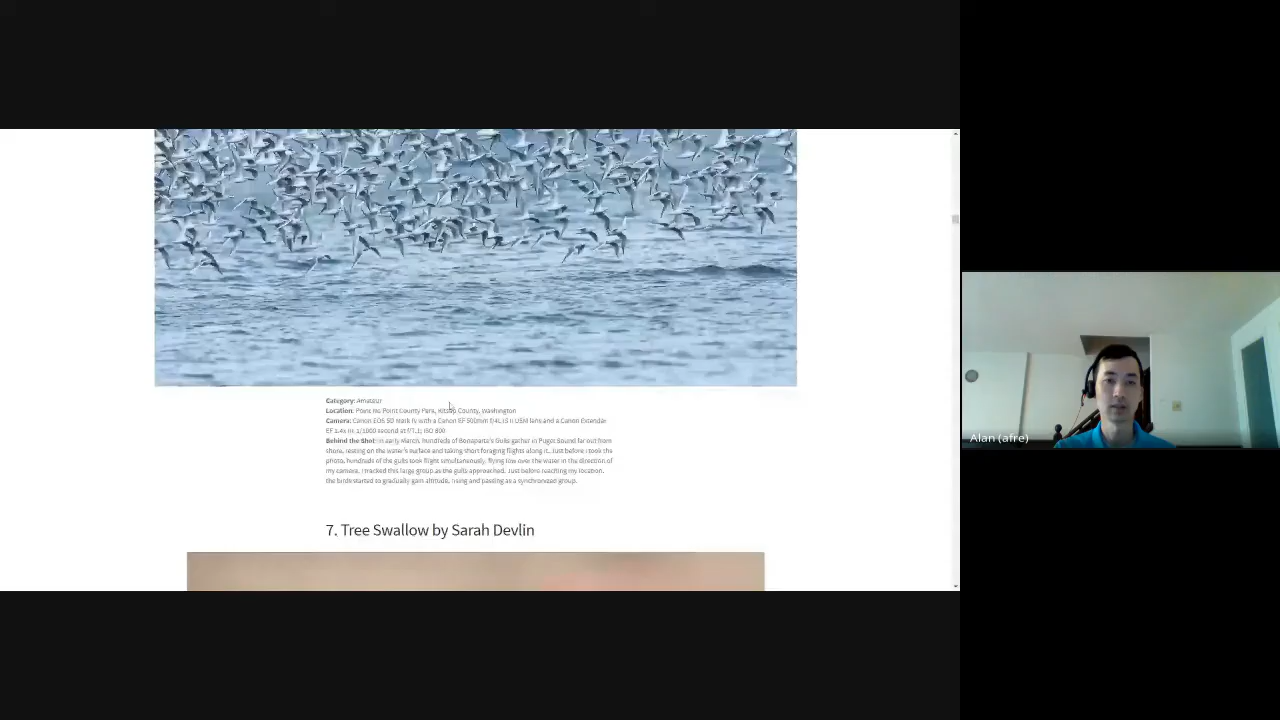 Category: Amateur
Location: Point No Point County Park, Kitsap County, Washington
Camera: Canon EOS 5D Mark IV with a Canon EF 500mm f/4L IS II USM lens and a Canon Extender
EF 1.4x III; 1/1000 second at f/7.1; ISO 800
Behind the Shot: In early March, hundreds of Bonaparte's Gulls gather in Puget Sound far out from
shore, resting on the water's surface and taking short foraging flights along it. Just before I took the
photo, hundreds of the gulls took flight simultaneously, flying low over the water in the direction of
my camera. I tracked this large group as the gulls approached. Just before reaching my location,
the birds started to gradually gain altitude, rising and passing as a synchronized group.
7. Tree Swallow by Sarah Devlin
Alan (afre)